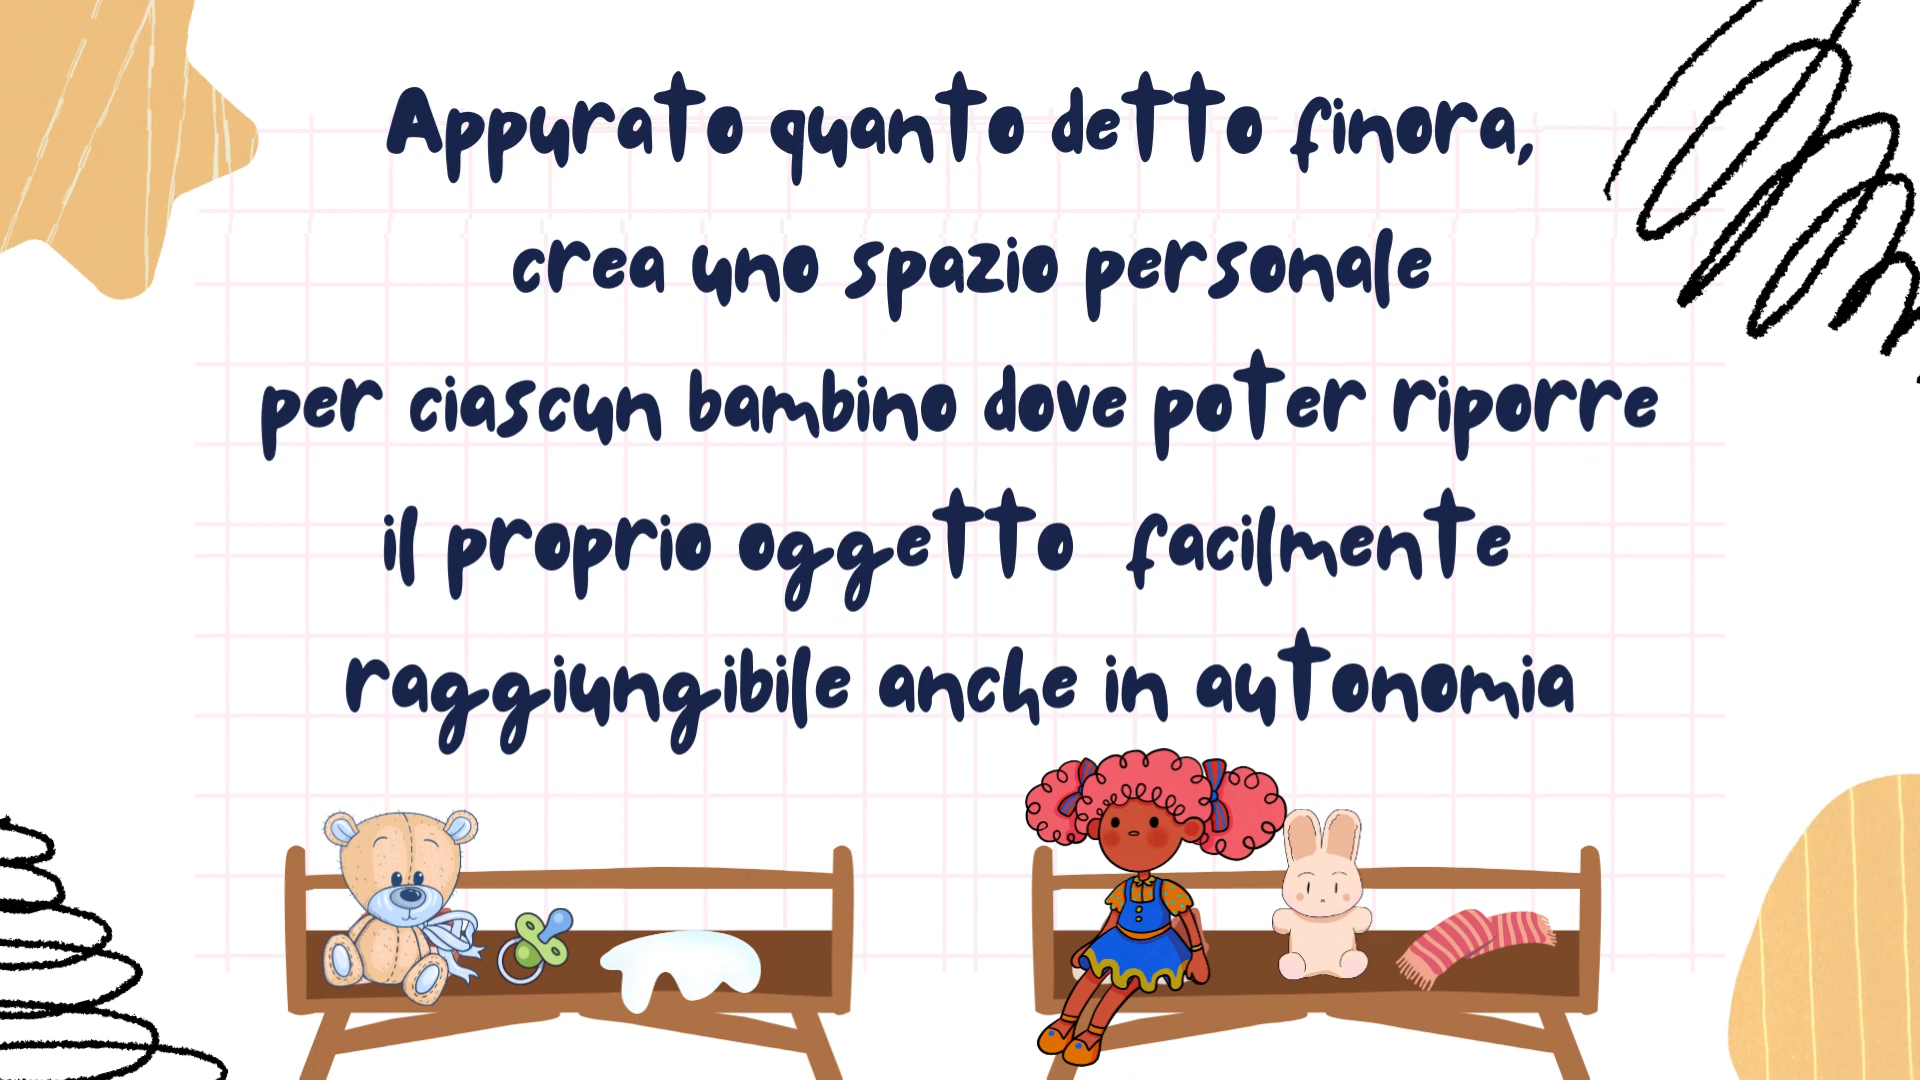 Appurato quanto detto finora,
crea uno spazio personale
per ciascun bambino dove poter riporre
il proprio oggetto facilmente
raggiungibile anche in autonomia